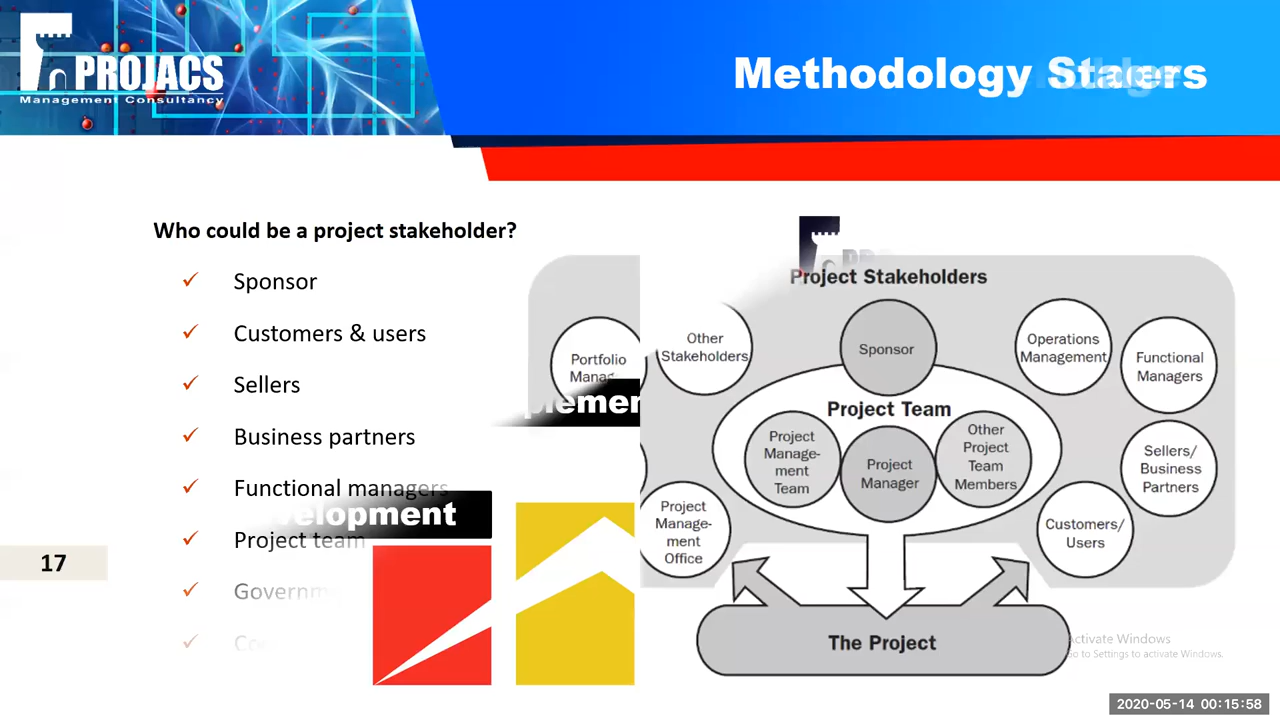 PROJACS
Management Consultancy
Methodology
Who could be a project stakeholder?
✓ Sponsor
✓ Customers & users
✓ Sellers
✓ Business partners
✓ Functional managers
✓ Project team
17
Project Stakeholders
Portfolio
Other
Stakeholders
Sponsor
Operations
Management
Functional
Managers
Project Team
Project
Manage-
ment
Team
Project
Manager
Other
Project
Team
Members
Sellers/
Business
Partners
Project
Manage-
ment
Office
Customers/
Users
The Project
Activate Windows
Go to Settings to activate Windows.
2020-05-14 00:15:58